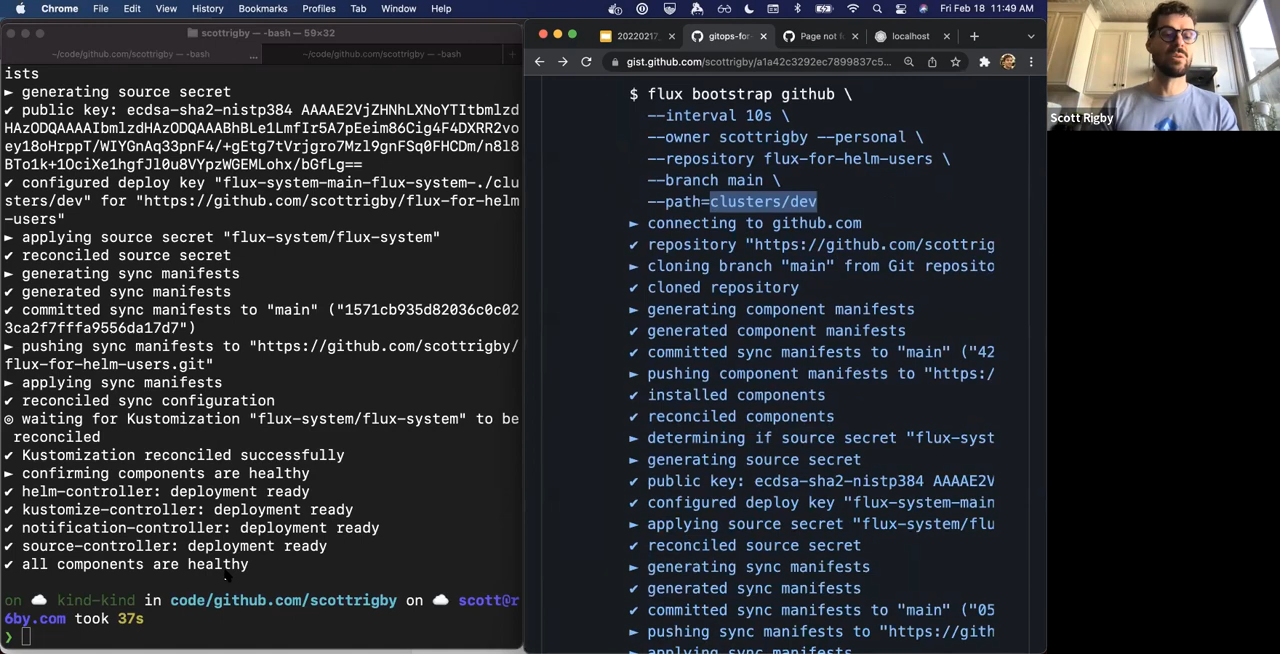 Chrome File Edit View History Bookmarks Profiles Tab Window Help
Fri Feb 18 11:49 AM
scottrigby — -bash — 59×32
~/code/github.com/scottrigby — -bash
...
~/code/github.com/scottrigby — -bash
+
ists
► generating source secret
✔ public key: ecdsa-sha2-nistp384 AAAAE2VjZHNhLXNoYTItbmlzd
HAzODQAAAAIbmlzdHAzODQAAABhBLe1LmfIr5A7pEeim86Cig4F4DXRR2vo
ey18oHrppT/WIYGnAq33pnF4/+gEtg7tVrjgro7Mzl9gnFSq0FHCDm/n8l8
BTo1k+1OciXe1hgfJl0u8VYpzWGEMLohx/bGfLg==
✔ configured deploy key "flux-system-main-flux-system-./clu
sters/dev" for "https://github.com/scottrigby/flux-for-helm
-users"
► applying source secret "flux-system/flux-system"
✔ reconciled source secret
► generating sync manifests
✔ generated sync manifests
✔ committed sync manifests to "main" ("1571cb935d82036c0c02
3ca2f7fffa9556da17d7")
► pushing sync manifests to "https://github.com/scottrigby/
flux-for-helm-users.git"
► applying sync manifests
✔ reconciled sync configuration
◎ waiting for Kustomization "flux-system/flux-system" to be
reconciled
✔ Kustomization reconciled successfully
► confirming components are healthy
✔ helm-controller: deployment ready
✔ kustomize-controller: deployment ready
✔ notification-controller: deployment ready
✔ source-controller: deployment ready
✔ all components are healthy
on ☁️ kind-kind in code/github.com/scottrigby on ☁️ scott@r
6by.com took 37s
❯
20220217_ × gitops-for- × Page not f × localhost × +
gist.github.com/scottrigby/a1a42c3292ec7899837c5...
$ flux bootstrap github \
--interval 10s \
--owner scottrigby --personal \
--repository flux-for-helm-users \
--branch main \
--path=clusters/dev
► connecting to github.com
✔ repository "https://github.com/scottrig
► cloning branch "main" from Git reposito
✔ cloned repository
► generating component manifests
✔ generated component manifests
✔ committed sync manifests to "main" ("42
► pushing component manifests to "https:/
✔ installed components
✔ reconciled components
► determining if source secret "flux-syst
► generating source secret
✔ public key: ecdsa-sha2-nistp384 AAAAE2V
✔ configured deploy key "flux-system-main
► applying source secret "flux-system/flu
✔ reconciled source secret
► generating sync manifests
✔ generated sync manifests
✔ committed sync manifests to "main" ("05
► pushing sync manifests to "https://gith
► applying sync manifests
Scott Rigby